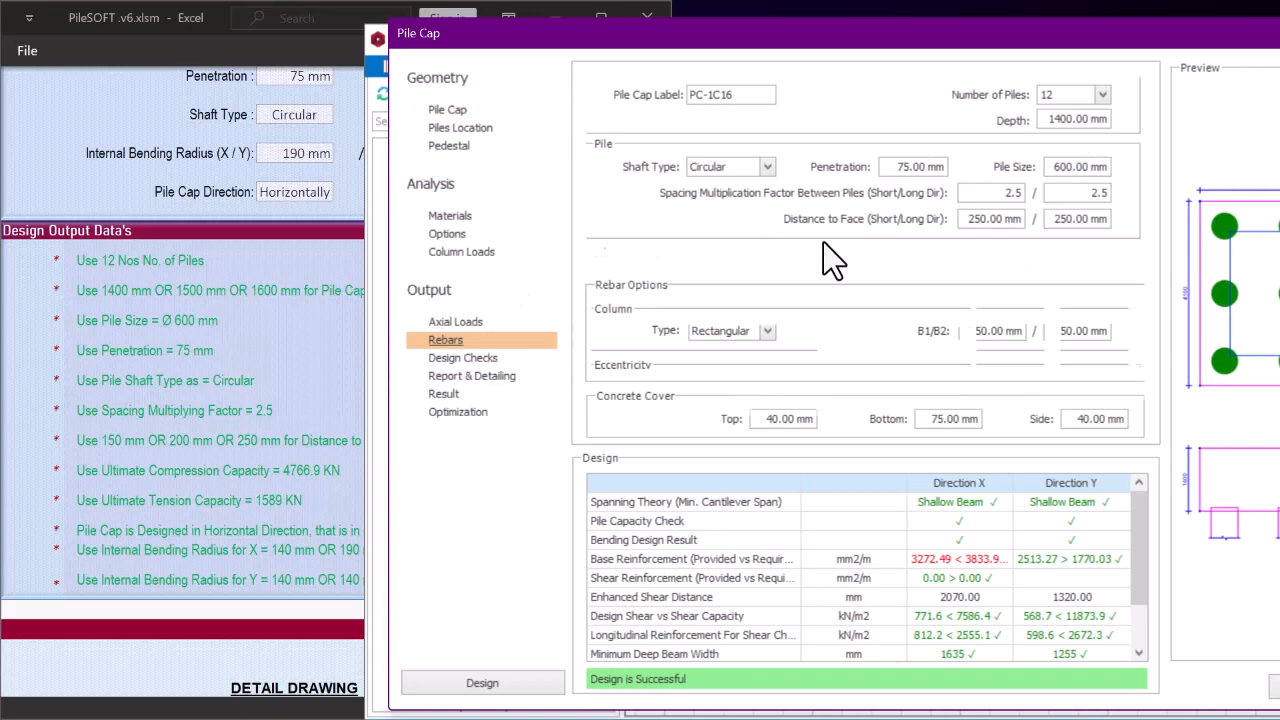 PileSOFT .v6.xlsm - Excel
Search
Sign in
File
Penetration : 75 mm
Shaft Type : Circular
Internal Bending Radius (X / Y): 190 mm /
Pile Cap Direction: Horizontally
Design Output Data's
* Use 12 Nos No. of Piles
* Use 1400 mm OR 1500 mm OR 1600 mm for Pile Cap
* Use Pile Size = Ø 600 mm
* Use Penetration = 75 mm
* Use Pile Shaft Type as = Circular
* Use Spacing Multiplying Factor = 2.5
* Use 150 mm OR 200 mm OR 250 mm for Distance to
* Use Ultimate Compression Capacity = 4766.9 KN
* Use Ultimate Tension Capacity = 1589 KN
* Pile Cap is Designed in Horizontal Direction, that is in
* Use Internal Bending Radius for X = 140 mm OR 190
* Use Internal Bending Radius for Y = 140 mm OR 140
DETAIL DRAWING
Pile Cap
Geometry
Pile Cap
Piles Location
Pedestal
Analysis
Materials
Options
Column Loads
Output
Axial Loads
Rebars
Design Checks
Report & Detailing
Result
Optimization
Design
Pile Cap Label: PC-1C16 Number of Piles: 12
Depth: 1400.00 mm
Pile
Shaft Type: Circular Penetration: 75.00 mm Pile Size: 600.00 mm
Spacing Multiplication Factor Between Piles (Short/Long Dir): 2.5 / 2.5
Distance to Face (Short/Long Dir): 250.00 mm / 250.00 mm
Rebar Options
Column
Type: Rectangular B1/B2: 50.00 mm / 50.00 mm
Eccentricity
Concrete Cover
Top: 40.00 mm Bottom: 75.00 mm Side: 40.00 mm
Design
Direction X Direction Y
Spanning Theory (Min. Cantilever Span) Shallow Beam ✓ Shallow Beam ✓
Pile Capacity Check ✓ ✓
Bending Design Result ✓ ✓
Base Reinforcement (Provided vs Requir... mm2/m 3272.49 < 3833.9... 2513.27 > 1770.03 ✓
Shear Reinforcement (Provided vs Requi... mm2/m 0.00 > 0.00 ✓
Enhanced Shear Distance mm 2070.00 1320.00
Design Shear vs Shear Capacity kN/m2 771.6 < 7586.4 ✓ 568.7 < 11873.9 ✓
Longitudinal Reinforcement For Shear Ch... kN/m2 812.2 < 2555.1 ✓ 598.6 < 2672.3 ✓
Minimum Deep Beam Width mm 1635 ✓ 1255 ✓
Design is Successful
Preview
1400